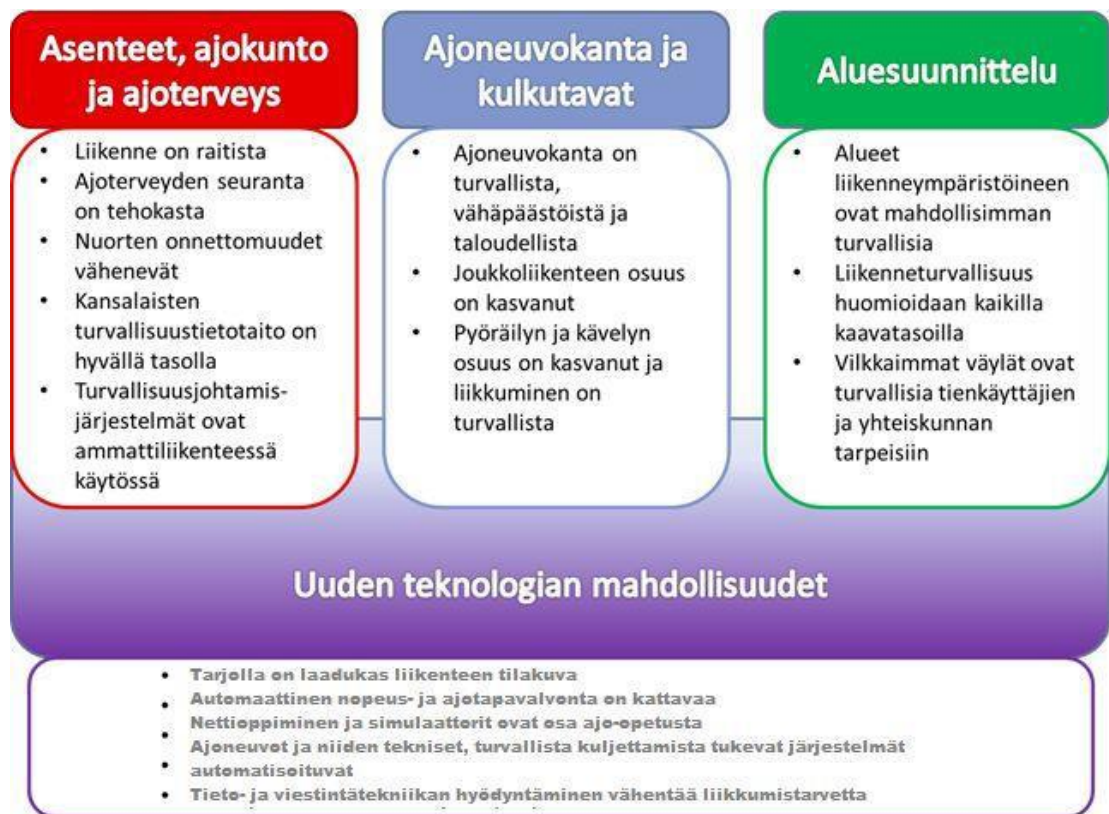 Asenteet, ajokunto
ja ajoterveys
• Liikenne on raitista
• Ajoterveyden seuranta
on tehokasta
• Nuorten onnettomuudet
vähenevät
• Kansalaisten
turvallisuustietotaito on
hyvällä tasolla
• Turvallisuusjohtamis-
järjestelmät ovat
ammattiliikenteessä
käytössä
Ajoneuvokanta ja
kulkutavat
• Ajoneuvokanta on
turvallista,
vähäpäästöistä ja
taloudellista
• Joukkoliikenteen osuus
on kasvanut
• Pyöräilyn ja kävelyn
osuus on kasvanut ja
liikkuminen on
turvallista
Aluesuunnittelu
• Alueet
liikenneympäristöineen
ovat mahdollisimman
turvallisia
• Liikenneturvallisuus
huomioidaan kaikilla
kaavatasoilla
• Vilkkaimmat väylät ovat
turvallisia tienkäyttäjien
ja yhteiskunnan
tarpeisiin
Uuden teknologian mahdollisuudet
• Tarjolla on laadukas liikenteen tilakuva
• Automaattinen nopeus- ja ajotapavalvonta on kattavaa
• Nettioppiminen ja simulaattorit ovat osa ajo-opetusta
• Ajoneuvot ja niiden tekniset, turvallista kuljettamista tukevat järjestelmät
• automatisoituvat
• Tieto- ja viestintätekniikan hyödyntäminen vähentää liikkumistarvetta